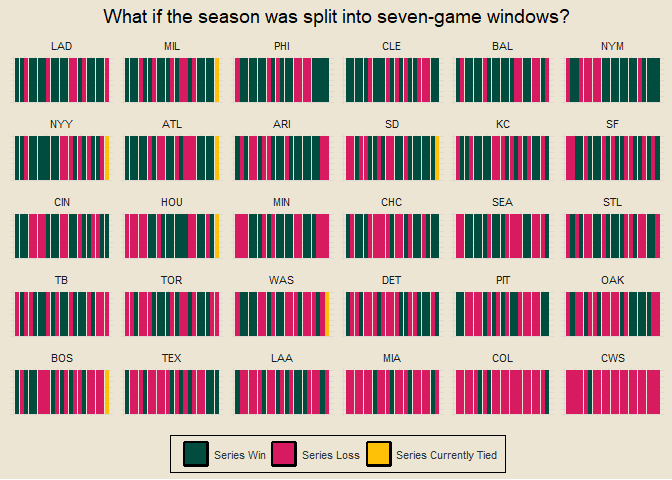 What if the season was split into seven-game windows?
LAD MIL PHI CLE BAL NYM
NYY ATL ARI SD KC SF
CIN HOU MIN CHC SEA STL
TB TOR WAS DET PIT OAK
BOS TEX LAA MIA COL CWS
Series Win Series Loss Series Currently Tied